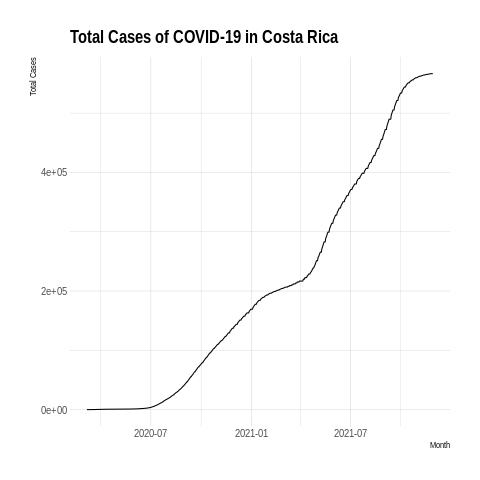 Total Cases of COVID-19 in Costa Rica
Total Cases
4e+05
2e+05
0e+00
2020-07 2021-01 2021-07
Month